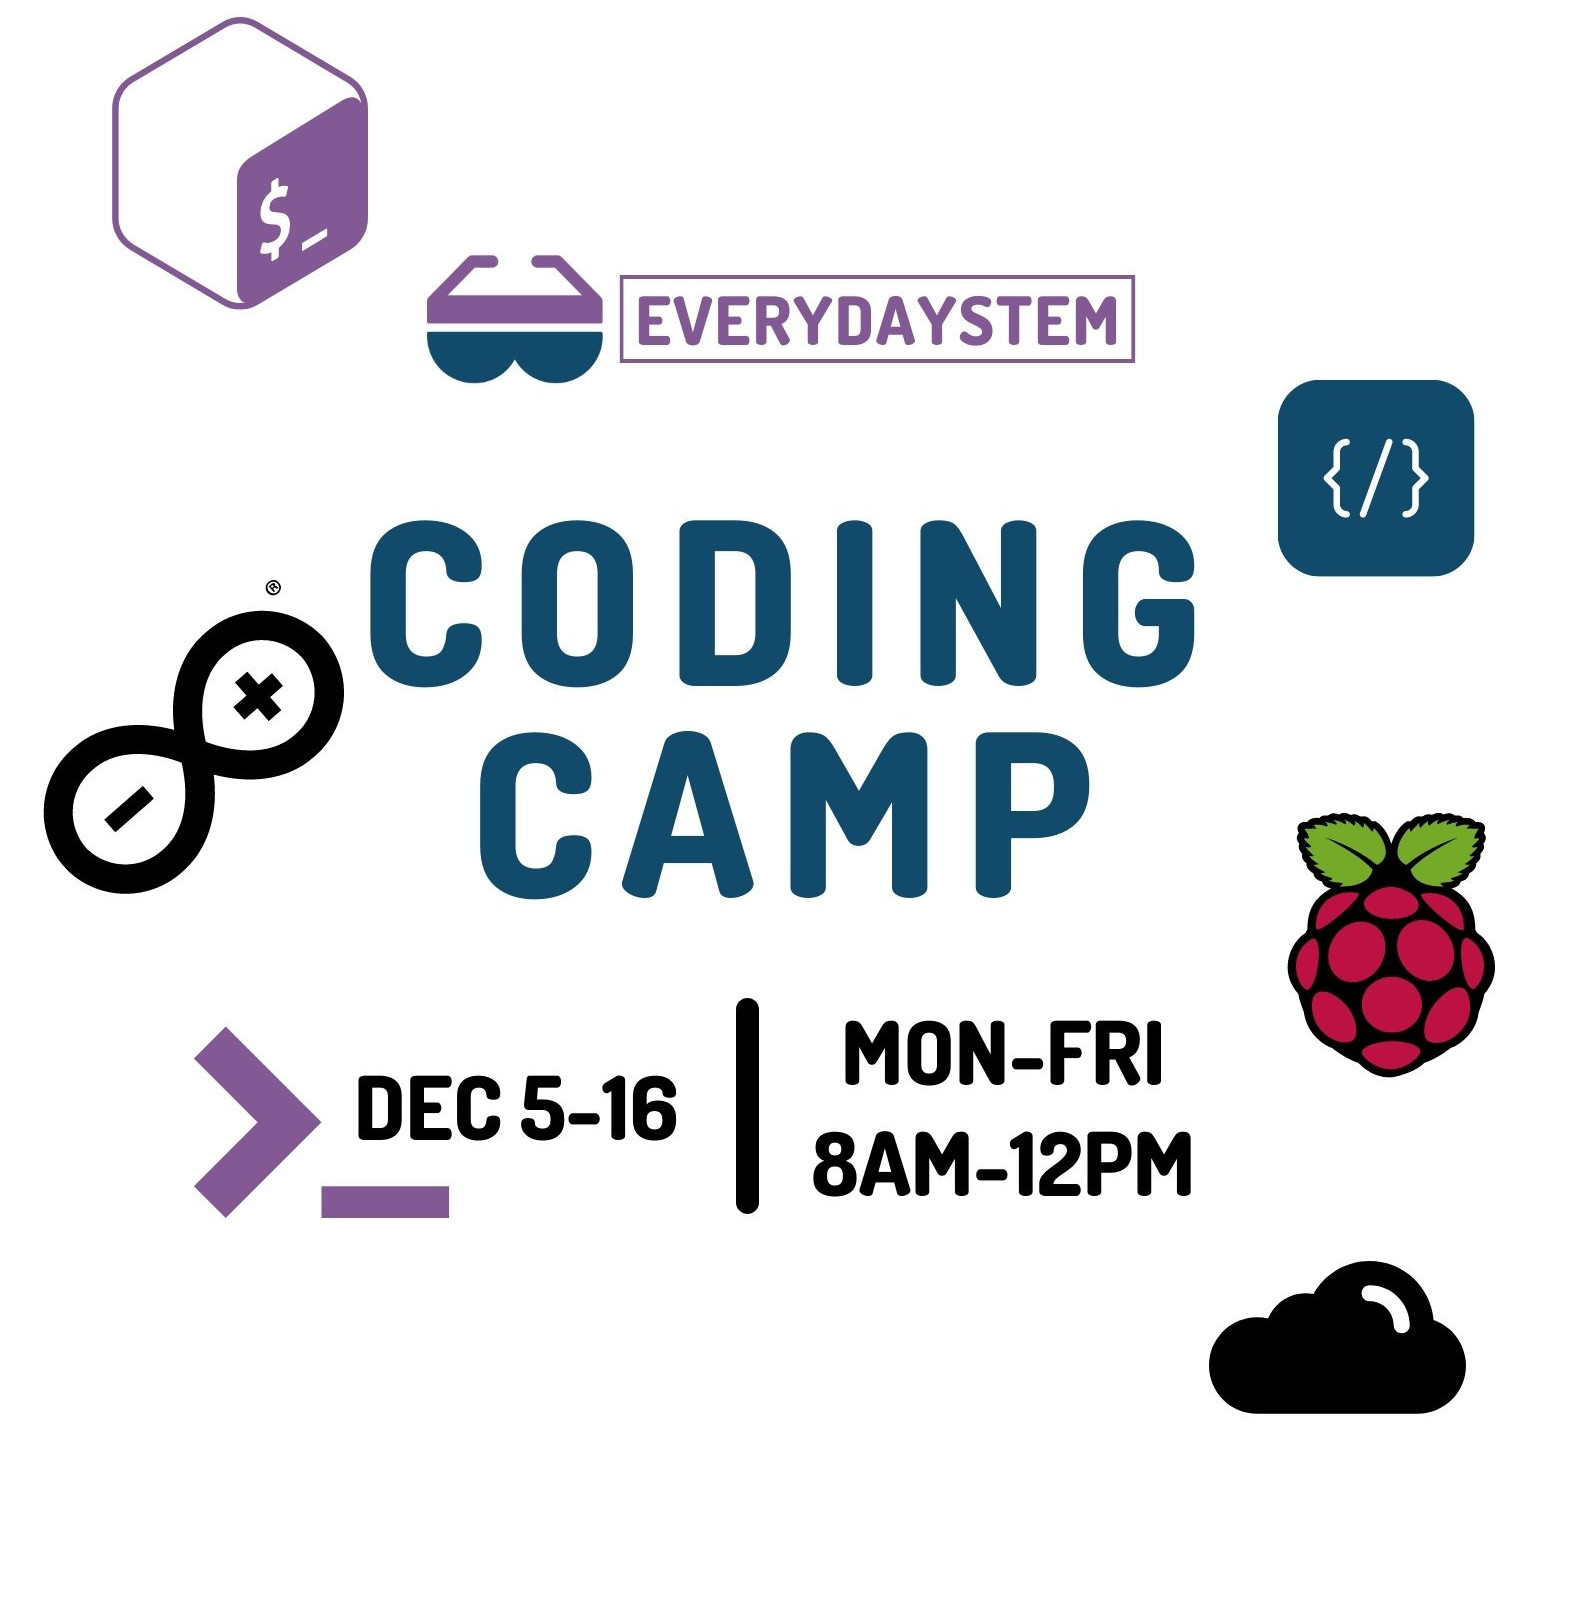 $_
EVERYDAYSTEM
{/}
®
CODING
CAMP
DEC 5-16
MON-FRI
8AM-12PM
>_